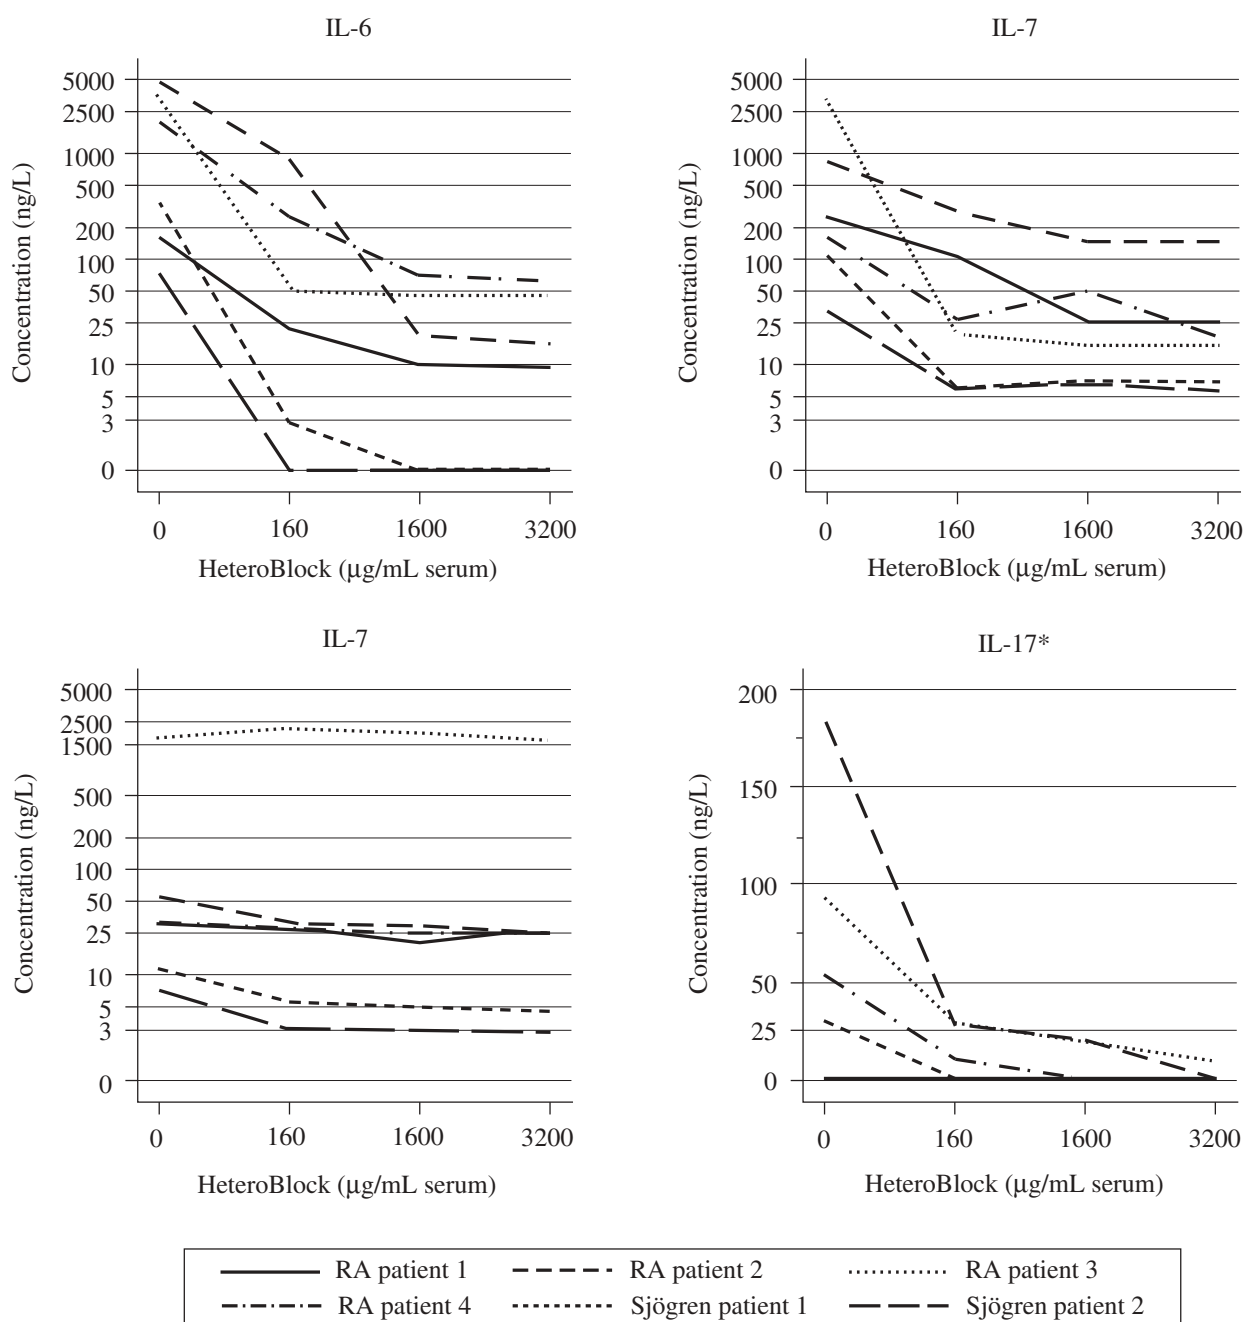 IL-6
5000
2500
1000
500
200
100
50
25
10
5
3
0
Concentration (ng/L)
0 160 1600 3200
HeteroBlock (μg/mL serum)
IL-7
5000
2500
1000
500
200
100
50
25
10
5
3
0
Concentration (ng/L)
0 160 1600 3200
HeteroBlock (μg/mL serum)
IL-7
5000
2500
1500
500
200
100
50
25
10
5
3
0
Concentration (ng/L)
0 160 1600 3200
HeteroBlock (μg/mL serum)
IL-17*
200
150
100
50
25
0
Concentration (ng/L)
0 160 1600 3200
HeteroBlock (μg/mL serum)
RA patient 1 RA patient 2 RA patient 3
RA patient 4 Sjögren patient 1 Sjögren patient 2